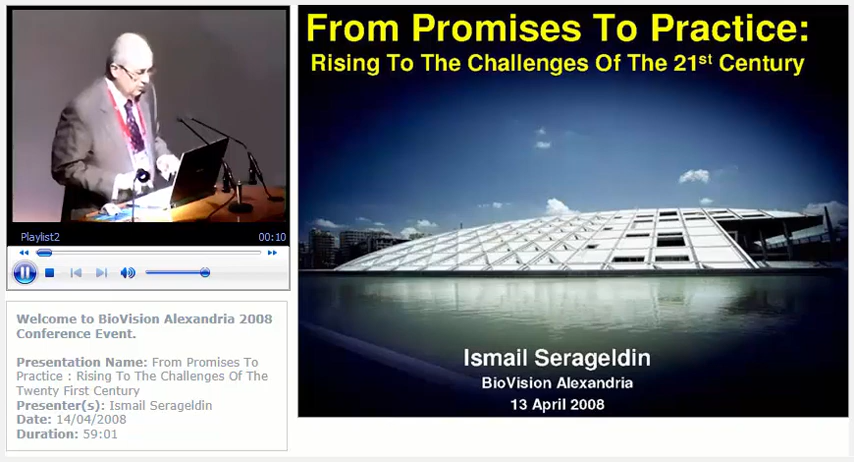 Playlist2
00:10
Welcome to BioVision Alexandria 2008
Conference Event.
Presentation Name: From Promises To
Practice : Rising To The Challenges Of The
Twenty First Century
Presenter(s): Ismail Serageldin
Date: 14/04/2008
Duration: 59:01
From Promises To Practice:
Rising To The Challenges Of The 21st Century
Ismail Serageldin
BioVision Alexandria
13 April 2008